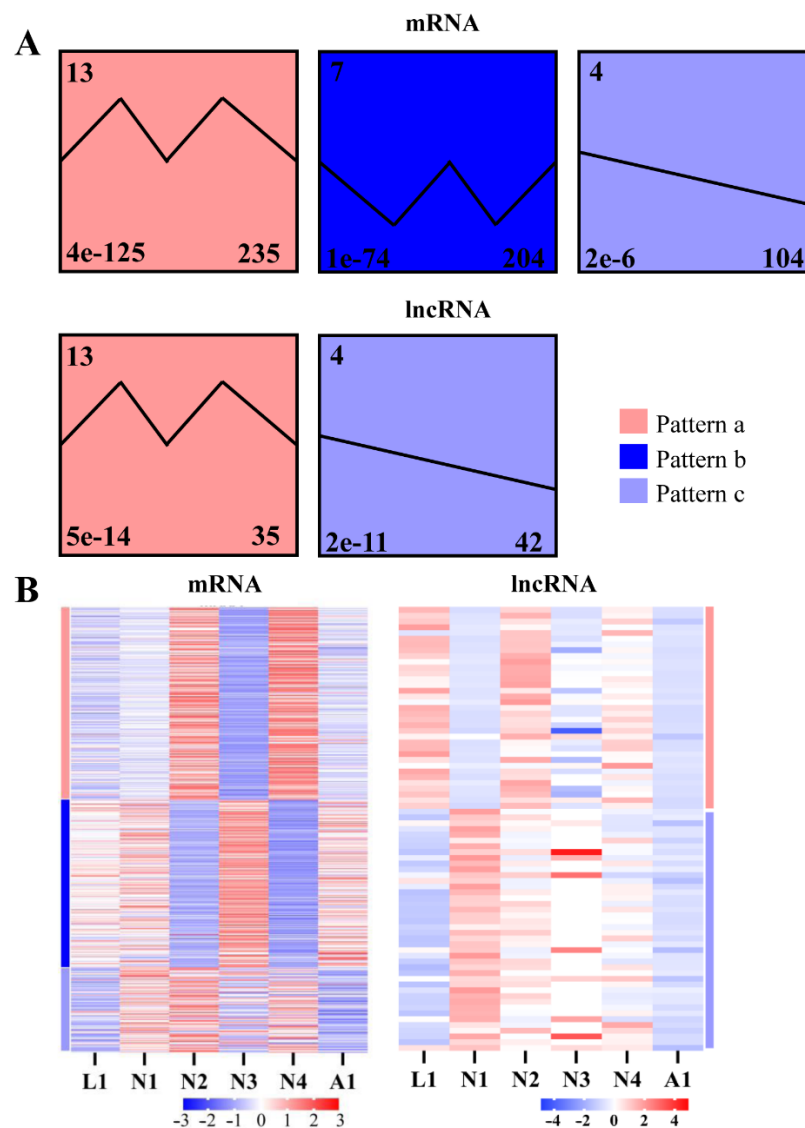 A
mRNA
13
4e-125 235
7
1e-74 204
4
2e-6 104
lncRNA
13
5e-14 35
4
2e-11 42
Pattern a
Pattern b
Pattern c
B
mRNA
lncRNA
L1 N1 N2 N3 N4 A1
-3 -2 -1 0 1 2 3
L1 N1 N2 N3 N4 A1
-4 -2 0 2 4